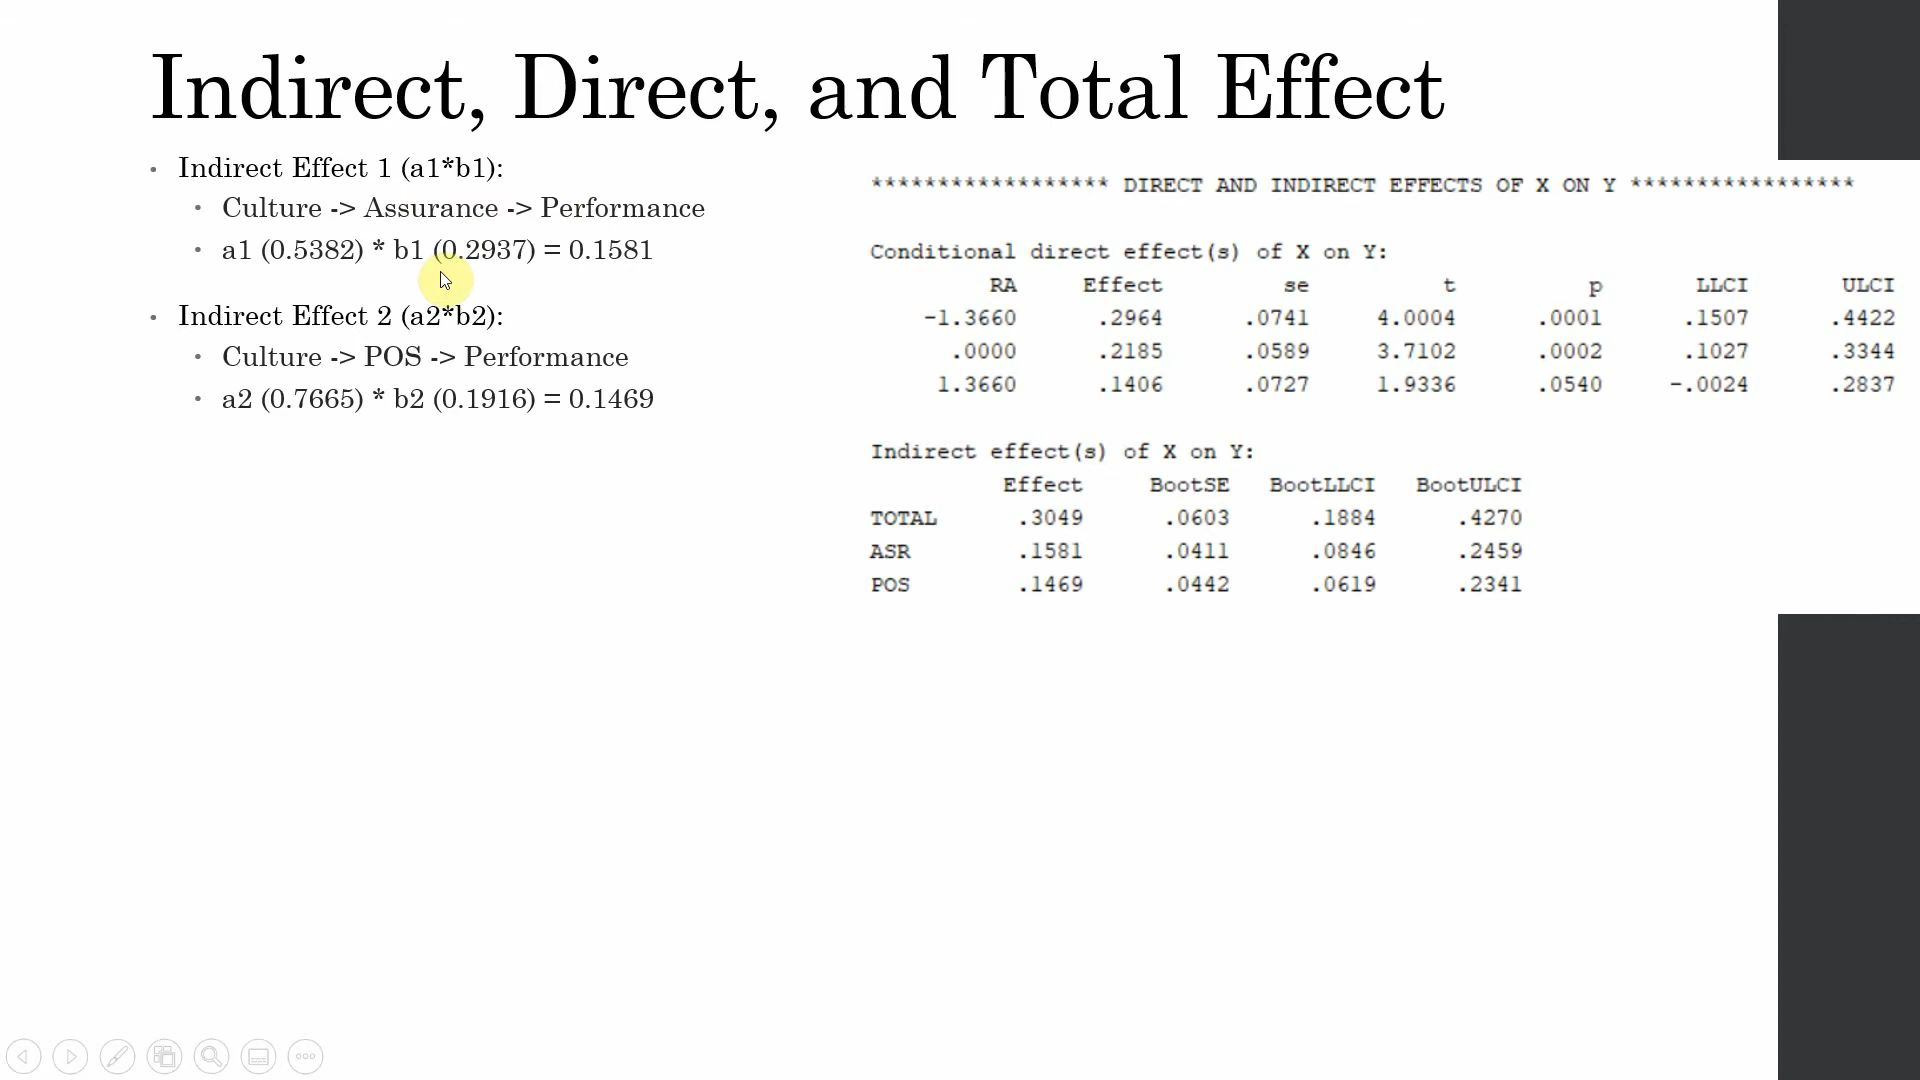 Indirect, Direct, and Total Effect
• Indirect Effect 1 (a1*b1):
• Culture -> Assurance -> Performance
• a1 (0.5382) * b1 (0.2937) = 0.1581
• Indirect Effect 2 (a2*b2):
• Culture -> POS -> Performance
• a2 (0.7665) * b2 (0.1916) = 0.1469
****************** DIRECT AND INDIRECT EFFECTS OF X ON Y *****************
Conditional direct effect(s) of X on Y:
RA Effect se t p LLCI ULCI
-1.3660 .2964 .0741 4.0004 .0001 .1507 .4422
.0000 .2185 .0589 3.7102 .0002 .1027 .3344
1.3660 .1406 .0727 1.9336 .0540 -.0024 .2837
Indirect effect(s) of X on Y:
Effect BootSE BootLLCI BootULCI
TOTAL .3049 .0603 .1884 .4270
ASR .1581 .0411 .0846 .2459
POS .1469 .0442 .0619 .2341